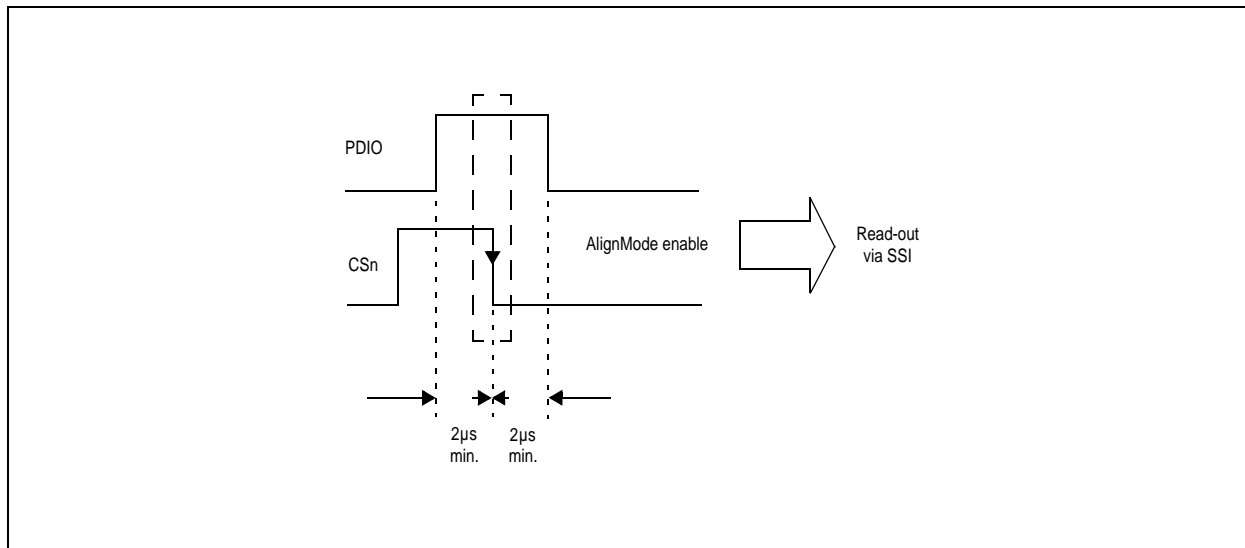 PDIO
CSn
AlignMode enable
Read-out
via SSI
2µs
min.
2µs
min.